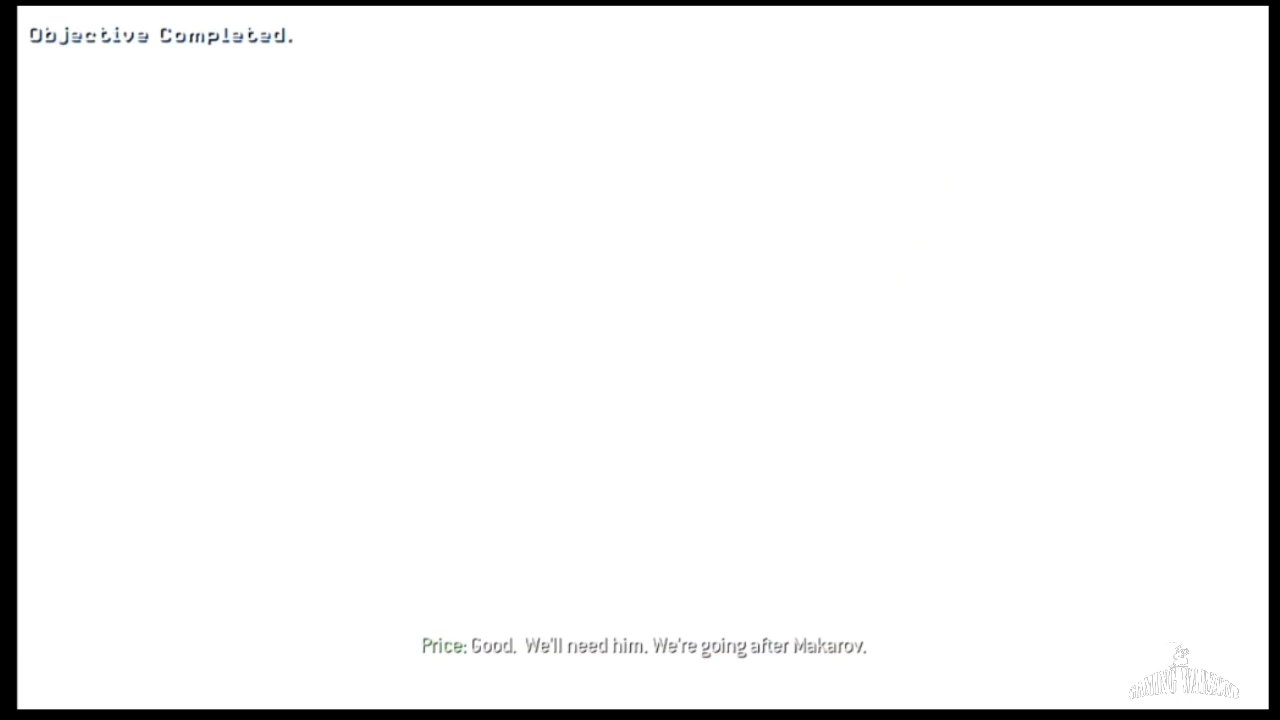 Objective Completed.
Price: Good. We'll need him. We're going after Makarov.